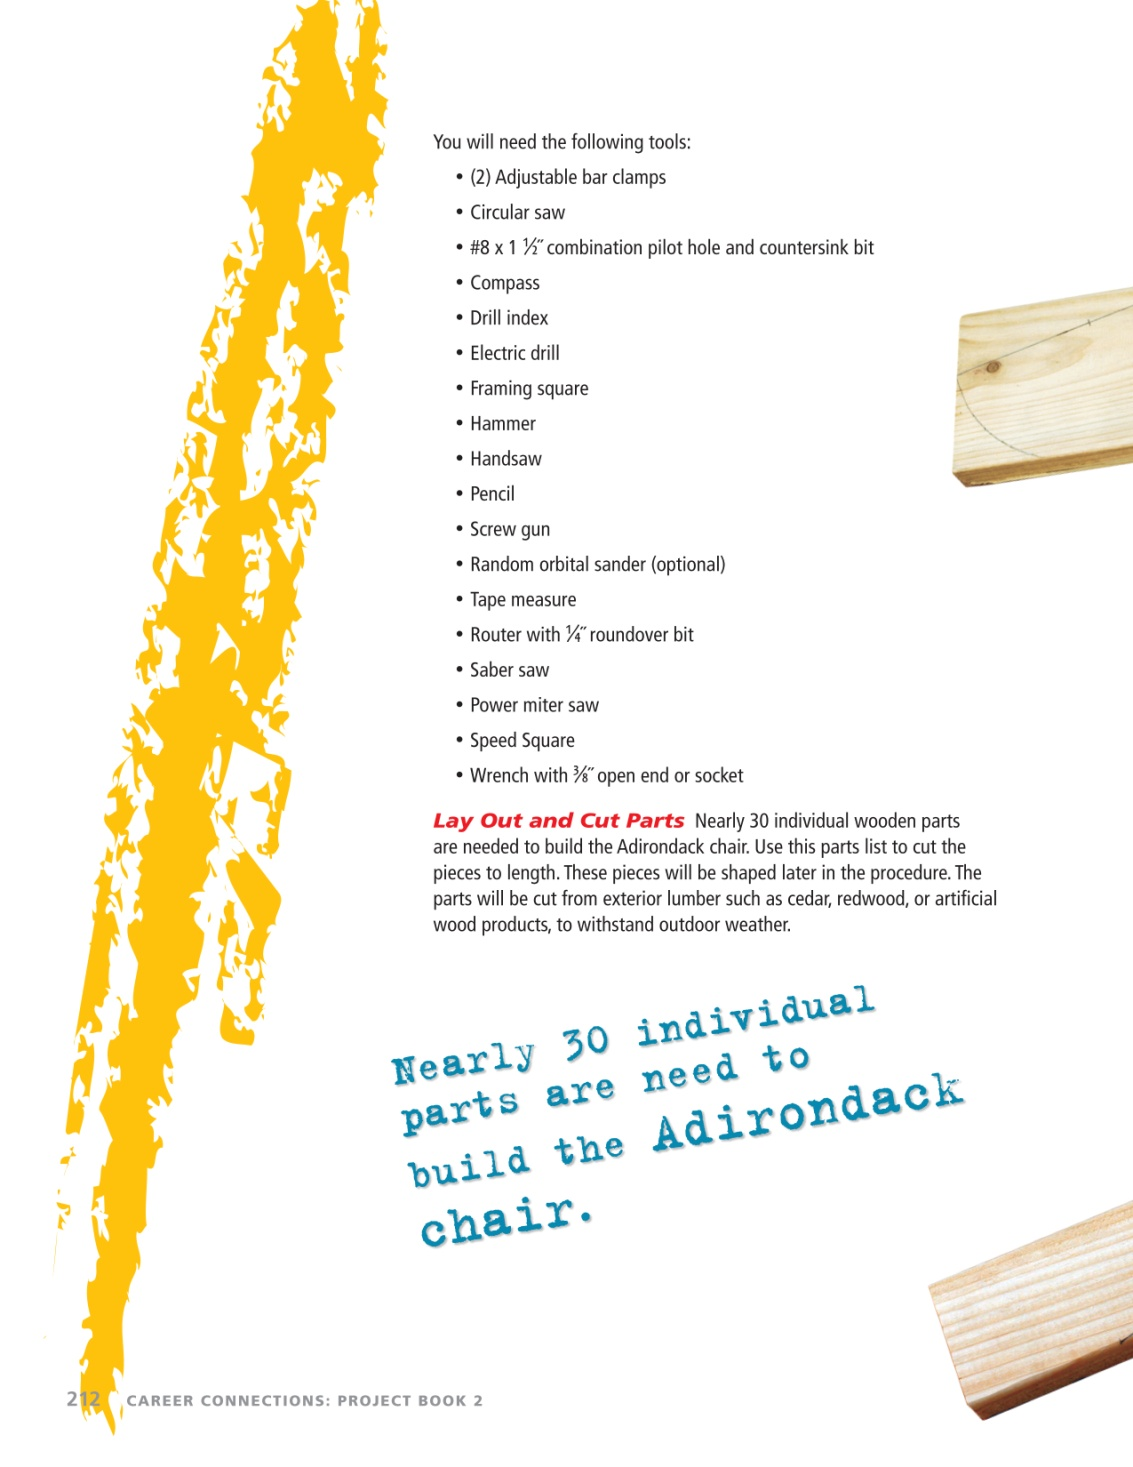 You will need the following tools:
• (2) Adjustable bar clamps
• Circular saw
• #8 x 1 ½˝ combination pilot hole and countersink bit
• Compass
• Drill index
• Electric drill
• Framing square
• Hammer
• Handsaw
• Pencil
• Screw gun
• Random orbital sander (optional)
• Tape measure
• Router with ¼˝ roundover bit
• Saber saw
• Power miter saw
• Speed Square
• Wrench with ⅜˝ open end or socket
Lay Out and Cut Parts Nearly 30 individual wooden parts
are needed to build the Adirondack chair. Use this parts list to cut the
pieces to length. These pieces will be shaped later in the procedure. The
parts will be cut from exterior lumber such as cedar, redwood, or artificial
wood products, to withstand outdoor weather.
Nearly 30 individual
parts are need to
build the Adirondack
chair.
212 CAREER CONNECTIONS: PROJECT BOOK 2